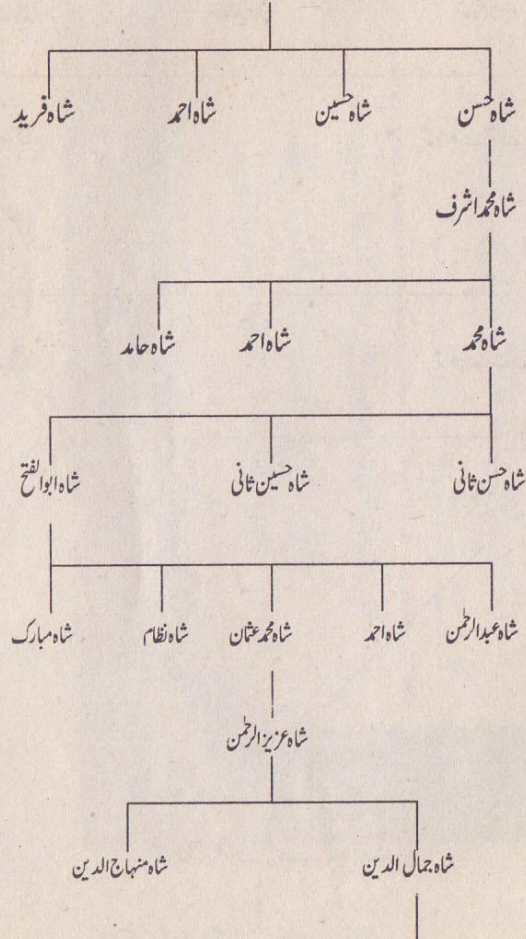 شاہ حسن شاہ حسین شاہ احمد شاہ فرید
شاہ محمد اشرف
شاہ محمد شاہ احمد شاہ حامد
شاہ حسن ثانی شاہ حسین ثانی شاہ ابوالفتح
شاہ عبدالرحمٰن شاہ احمد شاہ محمد عثمان شاہ نظام شاہ مبارک
شاہ عزیز الرحمٰن
شاہ جمال الدین شاہ منہاج الدین